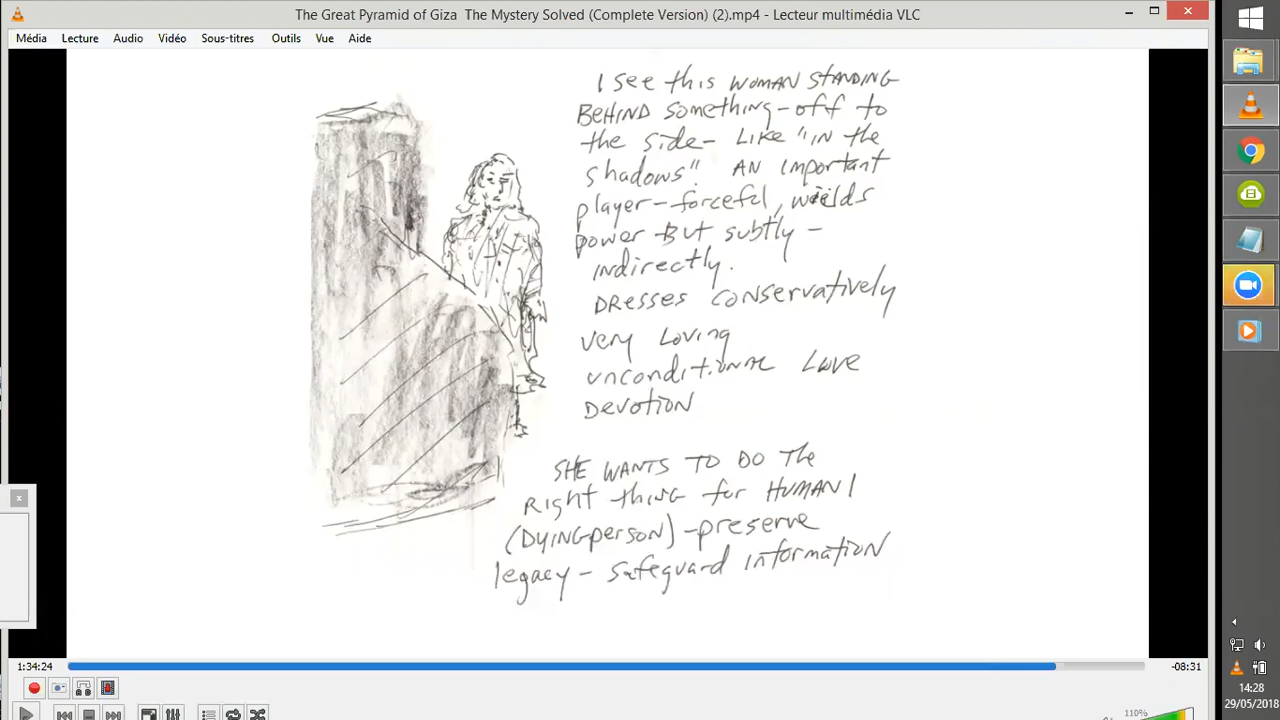 The Great Pyramid of Giza  The Mystery Solved (Complete Version) (2).mp4 - Lecteur multimédia VLC
Média Lecture Audio Vidéo Sous-titres Outils Vue Aide
I see this WOMAN STANDING
BEHIND something - off to
the side - LIKE "IN the
shadows". AN important
player - forceful, wields
power - But subtly -
indirectly.
DRESSES conservatively
very Loving
unconditional Love
DEVOTION
SHE WANTS TO DO The
Right thing for HUMAN 1
(DYING person) - preserve
legacy - safeguard information
1:34:24
-08:31
110%
14:28
29/05/2018